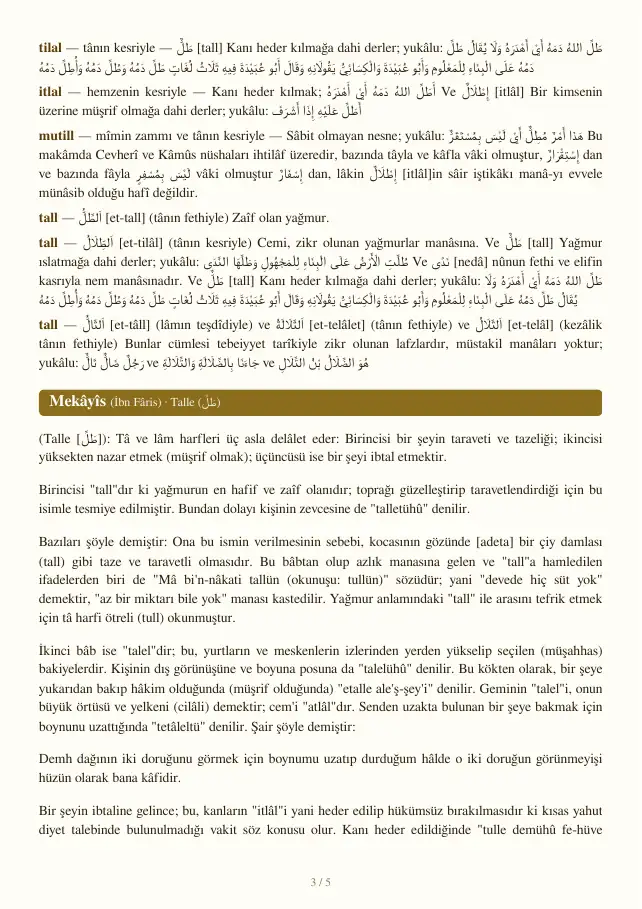 tilal — tânın kesriyle — طَلٌّ [tall] Kanı heder kılmağa dahi derler; yukâlu: طَلَّ اللهُ دَمَهُ أَيْ أَهْدَرَهُ وَلَا يُقَالُ طَلَّ
دَمُهُ عَلَى الْبِنَاءِ لِلْمَعْلُومِ وَأَبُو عُبَيْدَةَ وَالْكِسَائِيُّ يَقُولَانِهِ وَقَالَ أَبُو عُبَيْدَةَ فِيهِ ثَلَاثُ لُغَاتٍ طَلَّ دَمُهُ وَطُلَّ دَمُهُ وَأُطِلَّ دَمُهُ
itlal — hemzenin kesriyle — Kanı heder kılmak; yukâlu: أَطَلَّ اللهُ دَمَهُ أَيْ أَهْدَرَهُ Ve إِطْلَالٌ [itlâl] Bir kimsenin
üzerine müşrif olmağa dahi derler; yukâlu: أَطَلَّ عَلَيْهِ إِذَا أَشْرَفَ
mutill — mîmin zammı ve tânın kesriyle — Sâbit olmayan nesne; yukâlu: هَذَا أَمْرٌ مُطِلٌّ أَيْ لَيْسَ بِمُسْتَقَرٍّ Bu
makâmda Cevherî ve Kâmûs nüshaları ihtilâf üzeredir, bazında tâyla ve kâfla vâki olmuştur, إِسْتِقْرَارٌ dan
ve bazında fâyla لَيْسَ بِمُسْفِرٍ vâki olmuştur إِسْفَارٌ dan, lâkin إِطْلَالٌ [itlâl]in sâir iştikâkı manâ-yı evvele
münâsib olduğu hafî değildir.
tall — اَلطَّلُّ [et-tall] (tânın fethiyle) Zaîf olan yağmur.
tall — اَلطِّلَالُ [et-tilâl] (tânın kesriyle) Cemi, zikr olunan yağmurlar manâsına. Ve طَلٌّ [tall] Yağmur
ıslatmağa dahi derler; yukâlu: طُلَّتِ الْأَرْضُ عَلَى الْبِنَاءِ لِلْمَجْهُولِ وَطَلَّهَا النَّدَى Ve نَدًى [nedâ] nûnun fethi ve elifin
kasrıyla nem manâsınadır. Ve طَلٌّ [tall] Kanı heder kılmağa dahi derler; yukâlu: طَلَّ اللهُ دَمَهُ أَيْ أَهْدَرَهُ وَلَا
يُقَالُ طَلَّ دَمُهُ عَلَى الْبِنَاءِ لِلْمَعْلُومِ وَأَبُو عُبَيْدَةَ وَالْكِسَائِيُّ يَقُولَانِهِ وَقَالَ أَبُو عُبَيْدَةَ فِيهِ ثَلَاثُ لُغَاتٍ طَلَّ دَمُهُ وَطُلَّ دَمُهُ وَأُطِلَّ دَمُهُ
tall — اَلتَّالُّ [et-tâll] (lâmın teşdîdiyle) ve اَلتَّلَالَةُ [et-telâlet] (tânın fethiyle) ve اَلتَّلَالُ [et-telâl] (kezâlik
tânın fethiyle) Bunlar cümlesi tebeiyyet tarîkiyle zikr olunan lafızlardır, müstakil manâları yoktur;
yukâlu: رَجُلٌ ضَالٌّ تَالٌّ ve جَاءَنَا بِالضَّلَالَةِ وَالتَّلَالَةِ ve هُوَ الضَّلَالُ بْنُ التَّلَالِ
Mekâyîs (İbn Fâris) · Talle (طَلَّ)
(Talle [طَلَّ]): Tâ ve lâm harfleri üç asla delâlet eder: Birincisi bir şeyin taraveti ve tazeliği; ikincisi
yüksekten nazar etmek (müşrif olmak); üçüncüsü ise bir şeyi ibtal etmektir.
Birincisi "tall"dır ki yağmurun en hafif ve zaîf olanıdır; toprağı güzelleştirip taravetlendirdiği için bu
isimle tesmiye edilmiştir. Bundan dolayı kişinin zevcesine de "talletühû" denilir.
Bazıları şöyle demiştir: Ona bu ismin verilmesinin sebebi, kocasının gözünde [adeta] bir çiy damlası
(tall) gibi taze ve taravetli olmasıdır. Bu bâbtan olup azlık manasına gelen ve "tall"a hamledilen
ifadelerden biri de "Mâ bi'n-nâkati tallün (okunuşu: tullün)" sözüdür; yani "devede hiç süt yok"
demektir, "az bir miktarı bile yok" manası kastedilir. Yağmur anlamındaki "tall" ile arasını tefrik etmek
için tâ harfi ötreli (tull) okunmuştur.
İkinci bâb ise "talel"dir; bu, yurtların ve meskenlerin izlerinden yerden yükselip seçilen (müşahhas)
bakiyelerdir. Kişinin dış görünüşüne ve boyuna posuna da "talelühû" denilir. Bu kökten olarak, bir şeye
yukarıdan bakıp hâkim olduğunda (müşrif olduğunda) "etalle ale'ş-şey'i" denilir. Geminin "talel"i, onun
büyük örtüsü ve yelkeni (cilâli) demektir; cem'i "atlâl"dır. Senden uzakta bulunan bir şeye bakmak için
boynunu uzattığında "tetâleltü" denilir. Şair şöyle demiştir:
Demh dağının iki doruğunu görmek için boynumu uzatıp durduğum hâlde o iki doruğun görünmeyişi
hüzün olarak bana kâfidir.
Bir şeyin ibtaline gelince; bu, kanların "itlâl"i yani heder edilip hükümsüz bırakılmasıdır ki kısas yahut
diyet talebinde bulunulmadığı vakit söz konusu olur. Kanı heder edildiğinde "tulle demühû fe-hüve
3 / 5